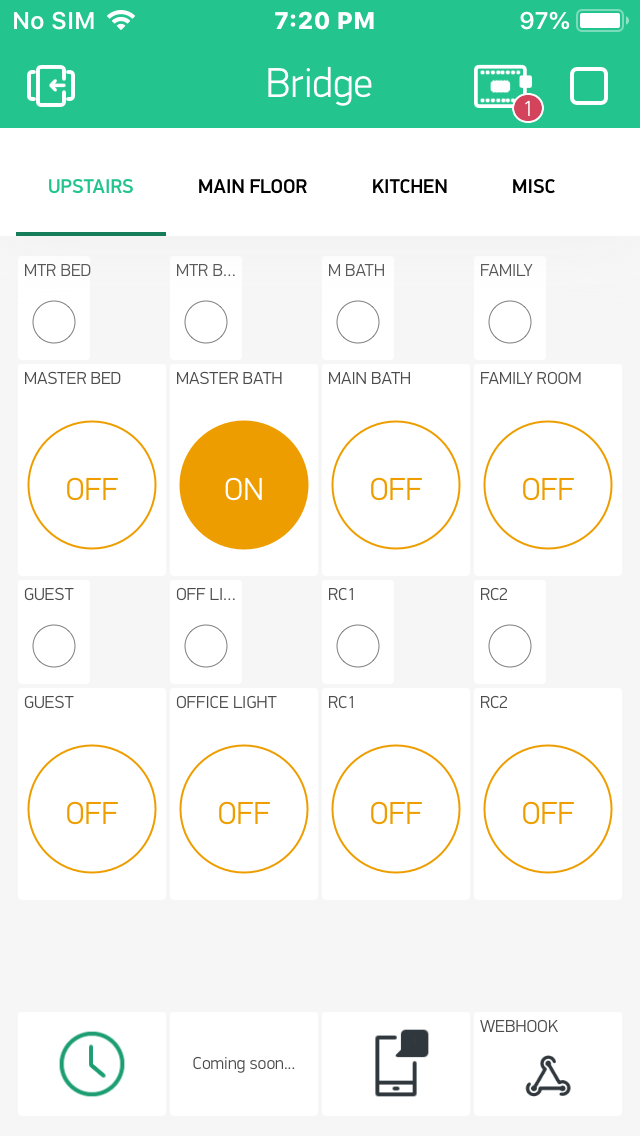 No SIM 7:20 PM 97%
Bridge
1
UPSTAIRS MAIN FLOOR KITCHEN MISC
MTR BED MTR B... M BATH FAMILY
MASTER BED MASTER BATH MAIN BATH FAMILY ROOM
OFF ON OFF OFF
GUEST OFF LI... RC1 RC2
GUEST OFFICE LIGHT RC1 RC2
OFF OFF OFF OFF
WEBHOOK
Coming soon...